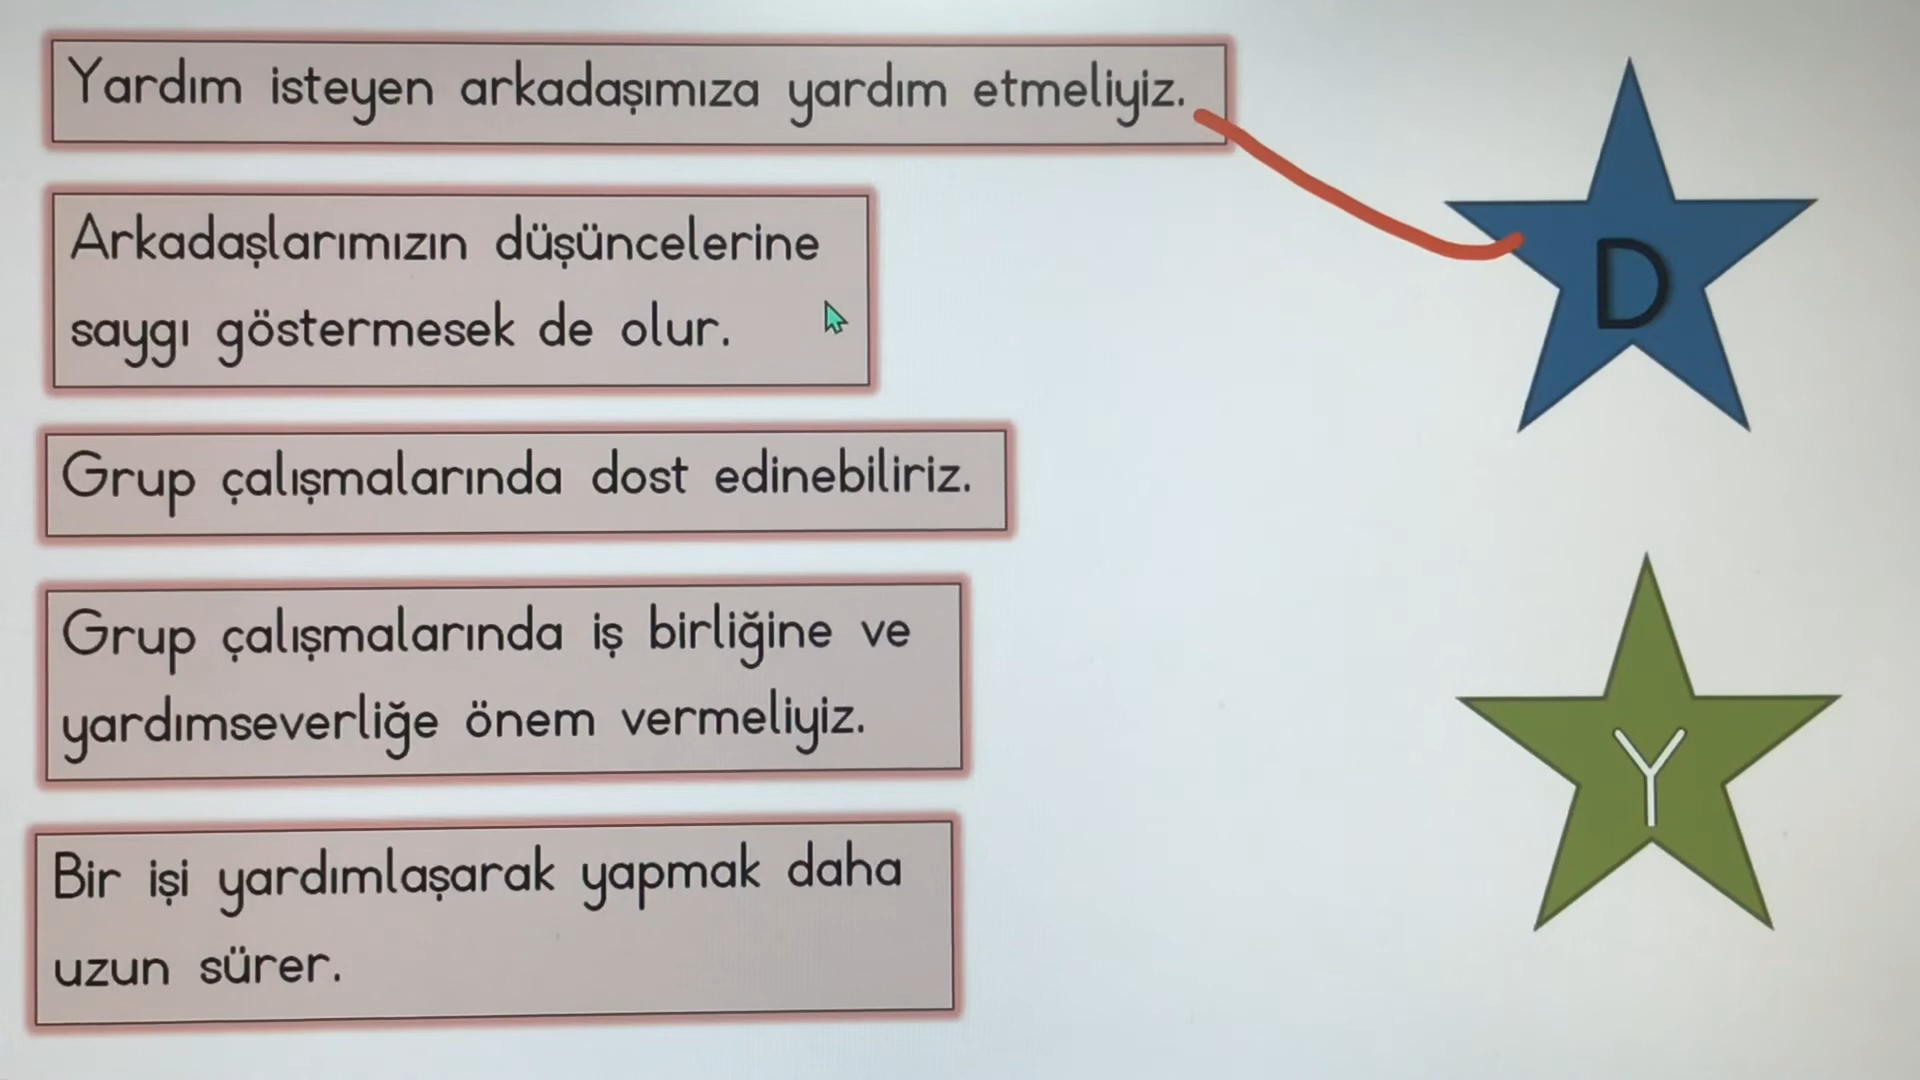 Yardım isteyen arkadaşımıza yardım etmeliyiz.
Arkadaşlarımızın düşüncelerine
saygı göstermesek de olur.
Grup çalışmalarında dost edinebiliriz.
Grup çalışmalarında iş birliğine ve
yardımseverliğe önem vermeliyiz.
Bir işi yardımlaşarak yapmak daha
uzun sürer.
D
Y